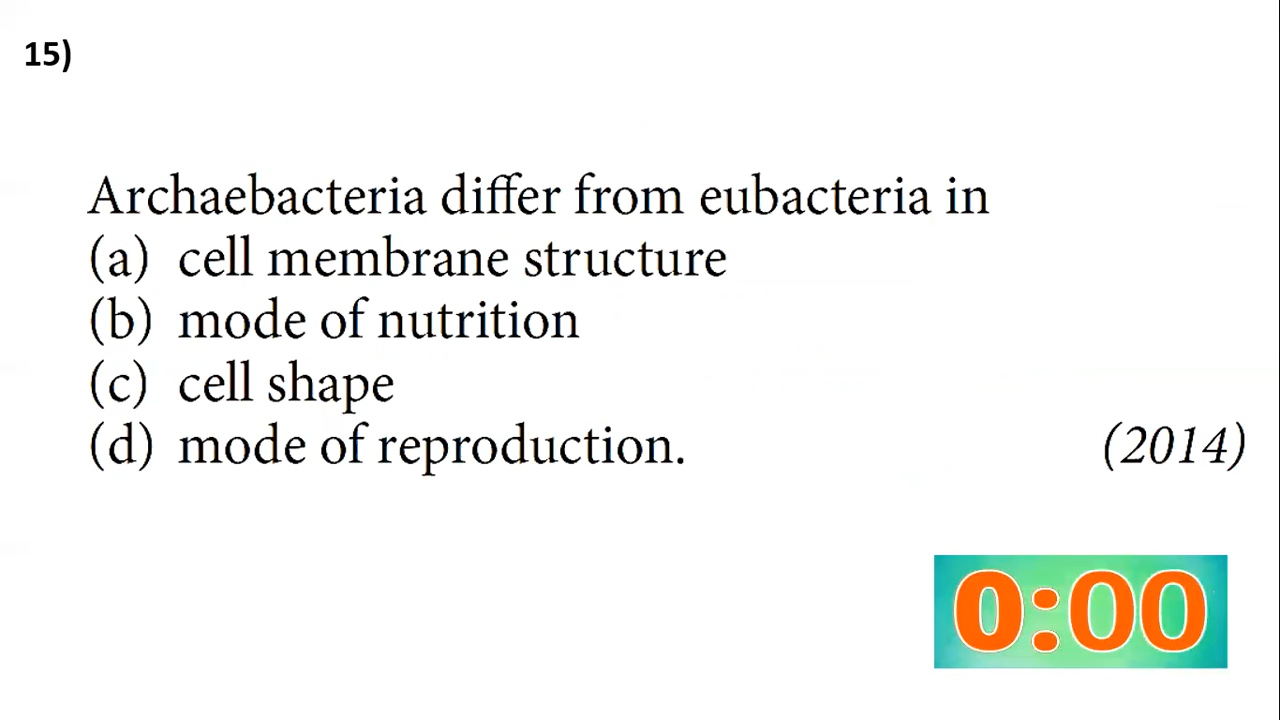 15)
Archaebacteria differ from eubacteria in
(a) cell membrane structure
(b) mode of nutrition
(c) cell shape
(d) mode of reproduction. (2014)
0:00